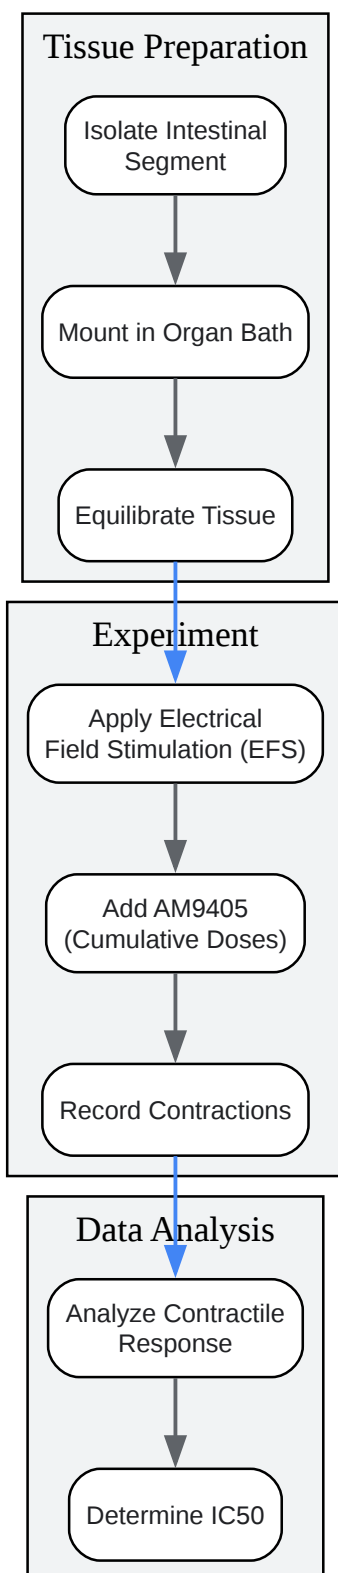 Tissue Preparation
Isolate Intestinal
Segment
Mount in Organ Bath
Equilibrate Tissue
Experiment
Apply Electrical
Field Stimulation (EFS)
Add AM9405
(Cumulative Doses)
Record Contractions
Data Analysis
Analyze Contractile
Response
Determine IC50